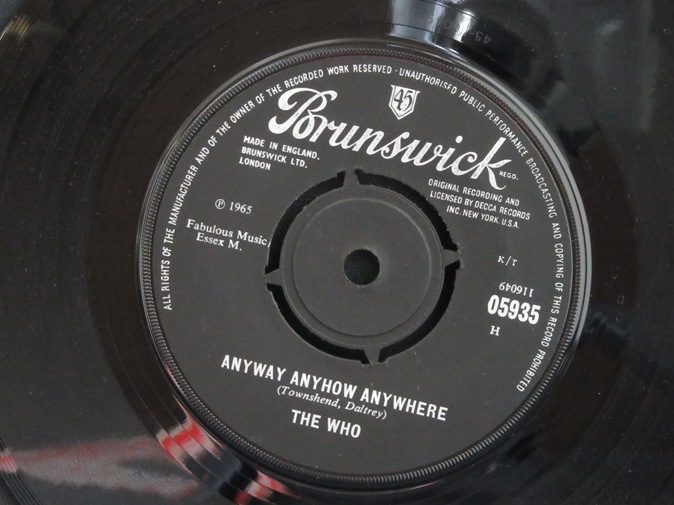 ALL RIGHTS OF THE MANUFACTURER AND OF THE OWNER OF THE RECORDED WORK RESERVED · UNAUTHORISED PUBLIC PERFORMANCE BROADCASTING AND COPYING OF THIS RECORD PROHIBITED
45
Brunswick
REGD.
MADE IN ENGLAND.
BRUNSWICK LTD.
LONDON
ORIGINAL RECORDING AND
LICENSED BY DECCA RECORDS
INC. NEW YORK. U.S.A.
℗ 1965
Fabulous Music
Essex M.
K/T
116049
05935
H
ANYWAY ANYHOW ANYWHERE
(Townshend, Daltrey)
THE WHO